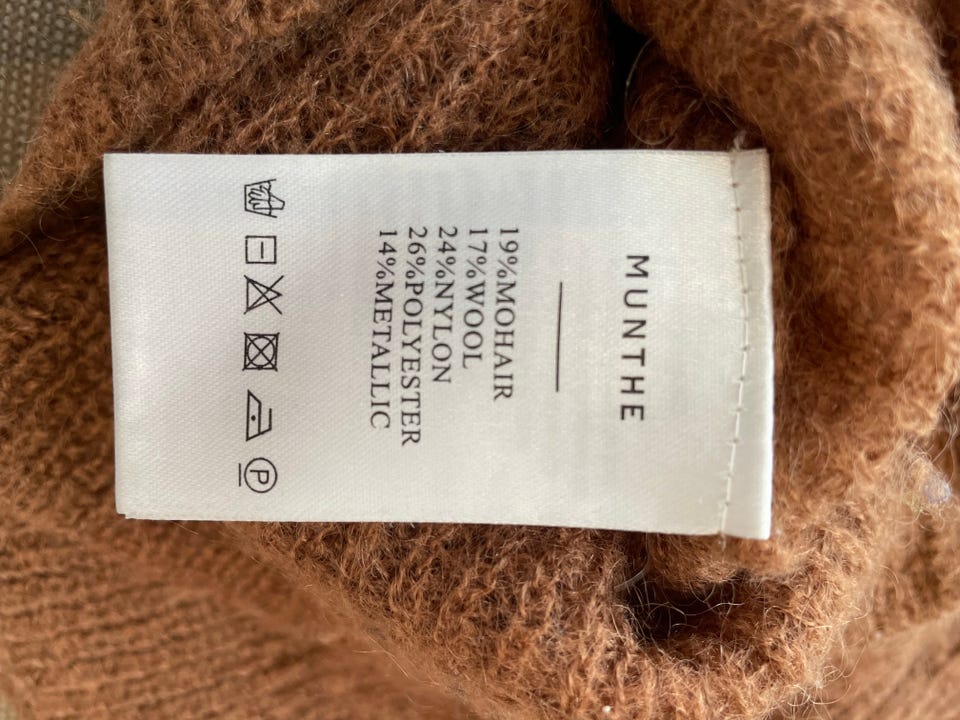 MUNTHE
19%MOHAIR
17%WOOL
24%NYLON
26%POLYESTER
14%METALLIC
P